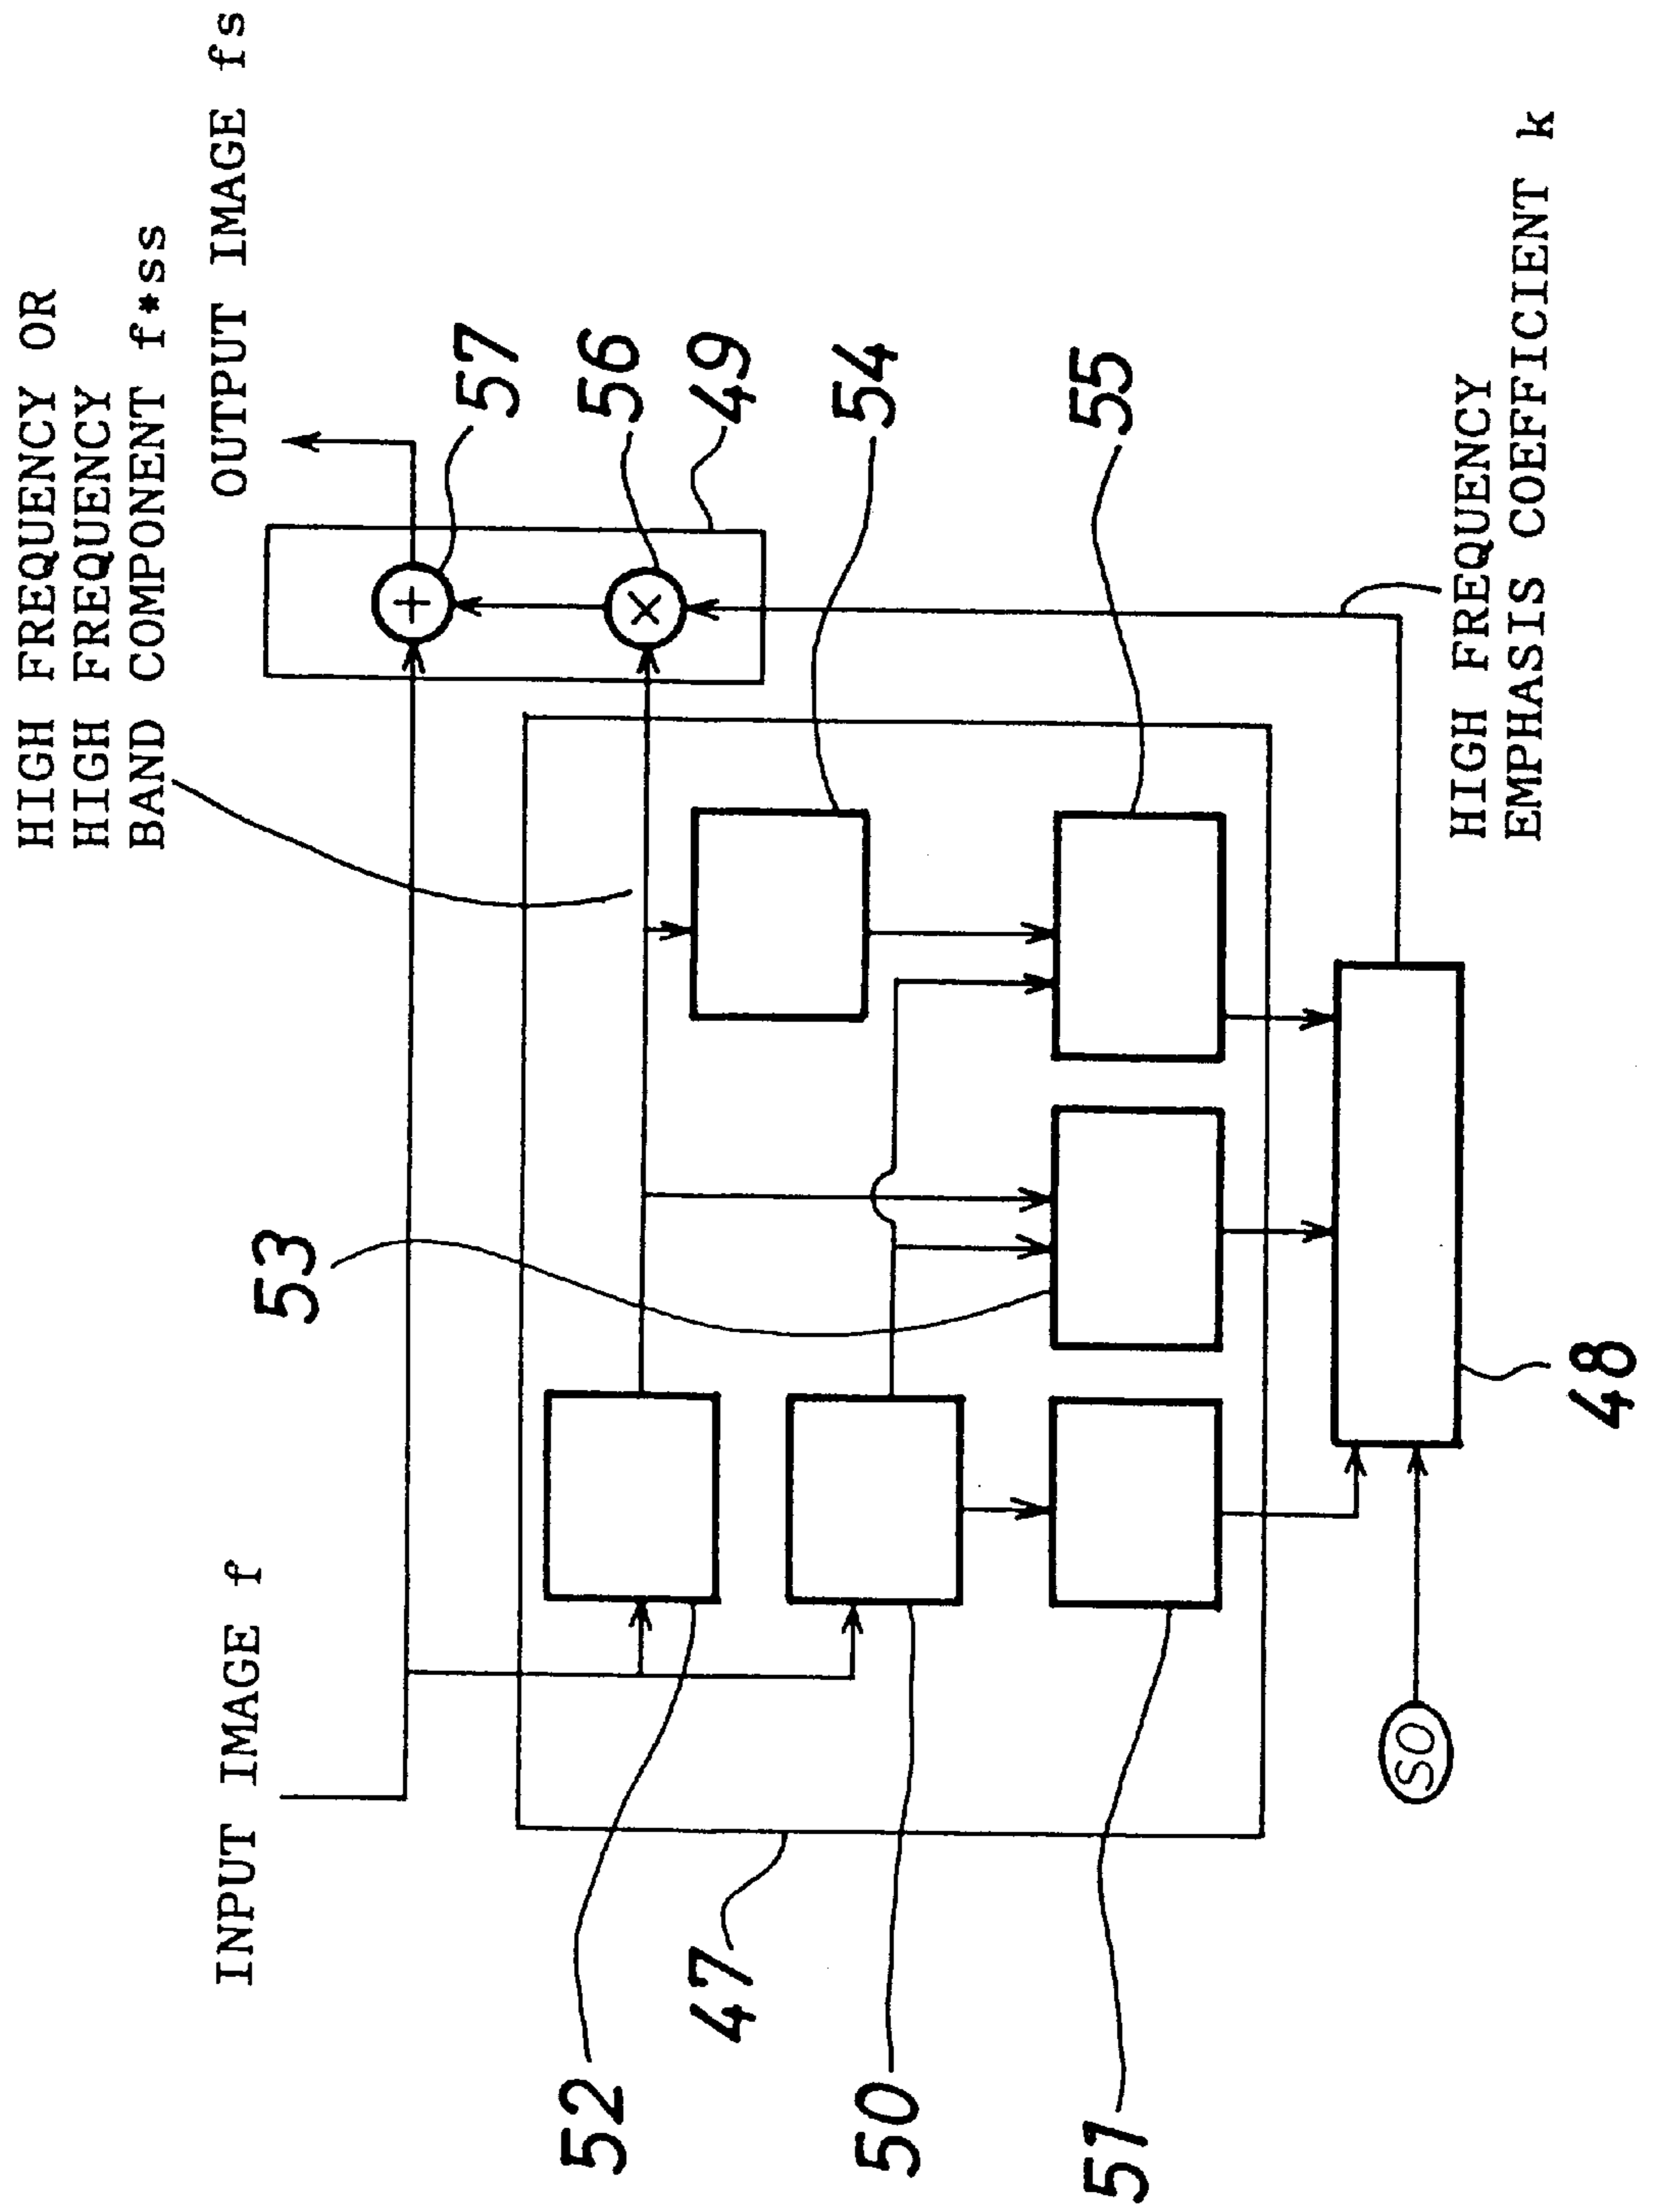 HIGH FREQUENCY OR
HIGH FREQUENCY
BAND COMPONENT f*ss
INPUT IMAGE f
OUTPUT IMAGE fs
53
57
56
49
54
55
52
47
50
51
SO
48
HIGH FREQUENCY
EMPHASIS COEFFICIENT k
+
×